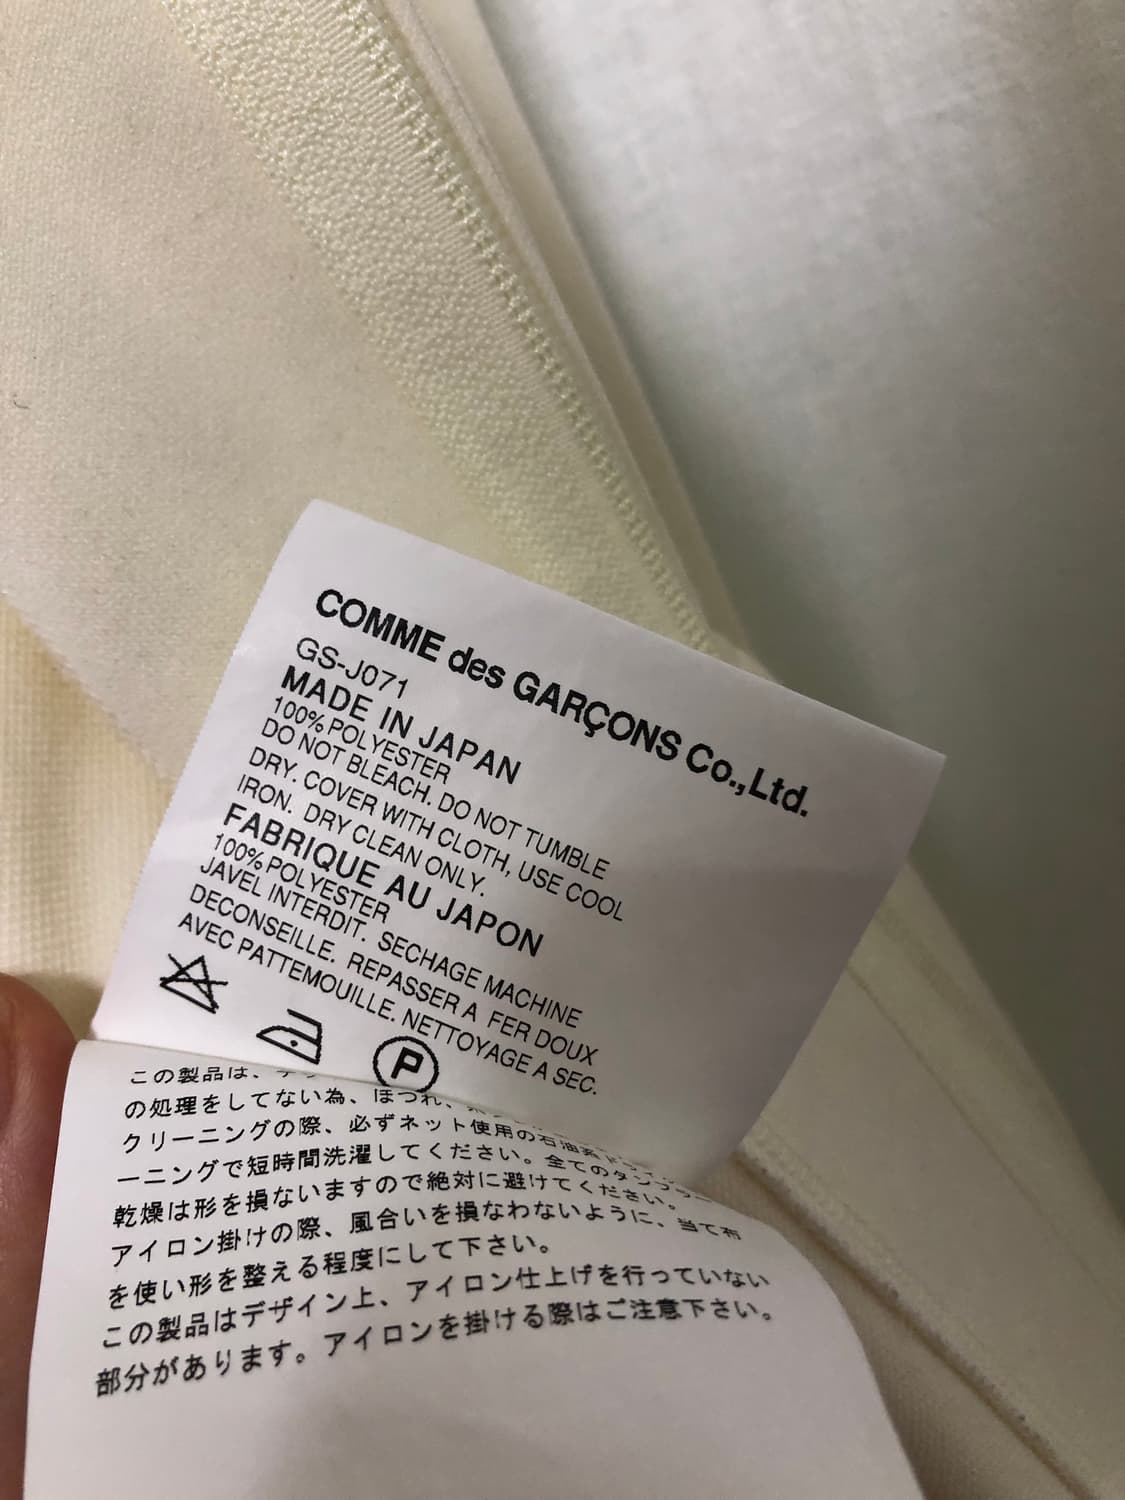 COMME des GARÇONS Co.,Ltd.
GS-J071
MADE IN JAPAN
100% POLYESTER
DO NOT BLEACH. DO NOT TUMBLE
DRY. COVER WITH CLOTH, USE COOL
IRON. DRY CLEAN ONLY.
FABRIQUE AU JAPON
100% POLYESTER
JAVEL INTERDIT. SECHAGE MACHINE
DECONSEILLE. REPASSER A FER DOUX
AVEC PATTEMOUILLE. NETTOYAGE A SEC.
P
この製品は、
の処理をしてない為、ほつれ、
クリーニングの際、必ずネット使用の石油系
ーニングで短時間洗濯してください。全てのタンブラー
乾燥は形を損ないますので絶対に避けてください。
アイロン掛けの際、風合いを損なわないように、当て布
を使い形を整える程度にして下さい。
この製品はデザイン上、アイロン仕上げを行っていない
部分があります。アイロンを掛ける際はご注意下さい。